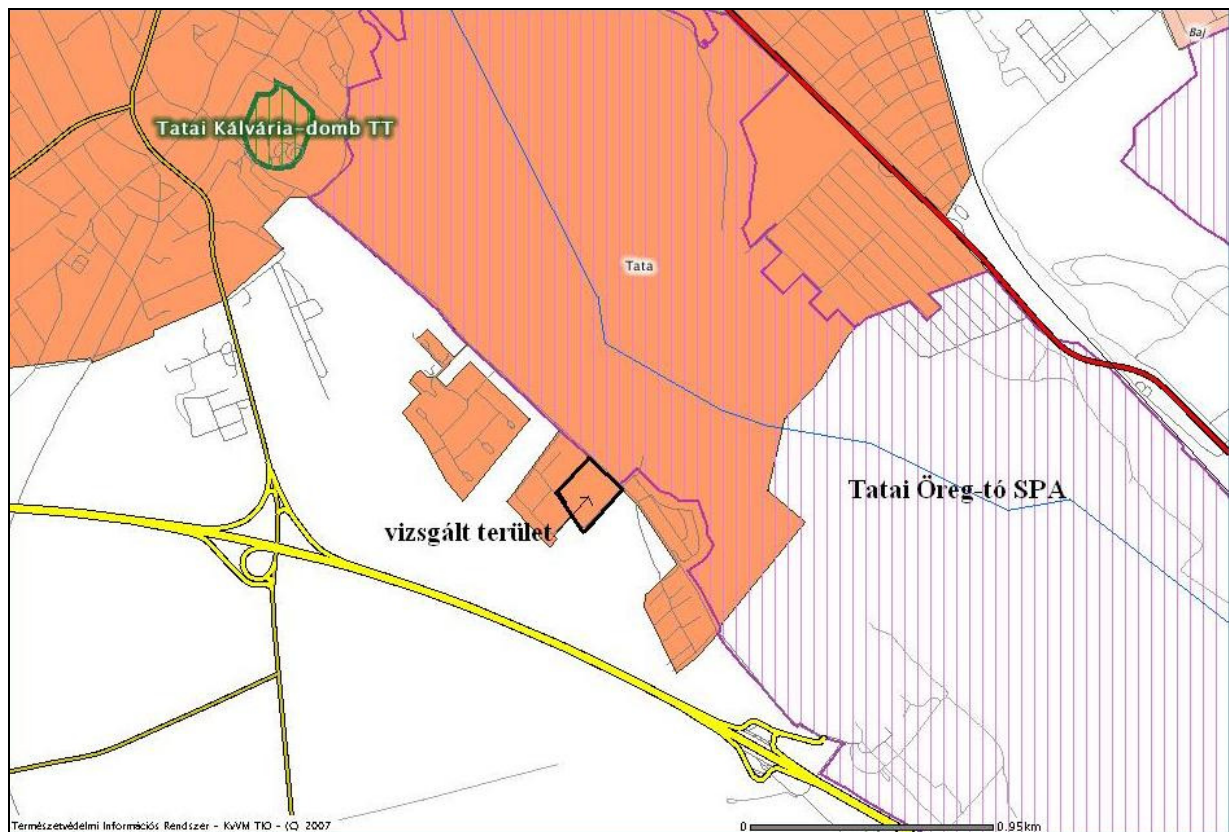 Baj
Tatai Kálvária-domb TT
Tata
Tatai Öreg-tó SPA
vizsgált terület
Természetvédelmi Információs Rendszer - KvVM TIO - (C) 2007
0 0.95km